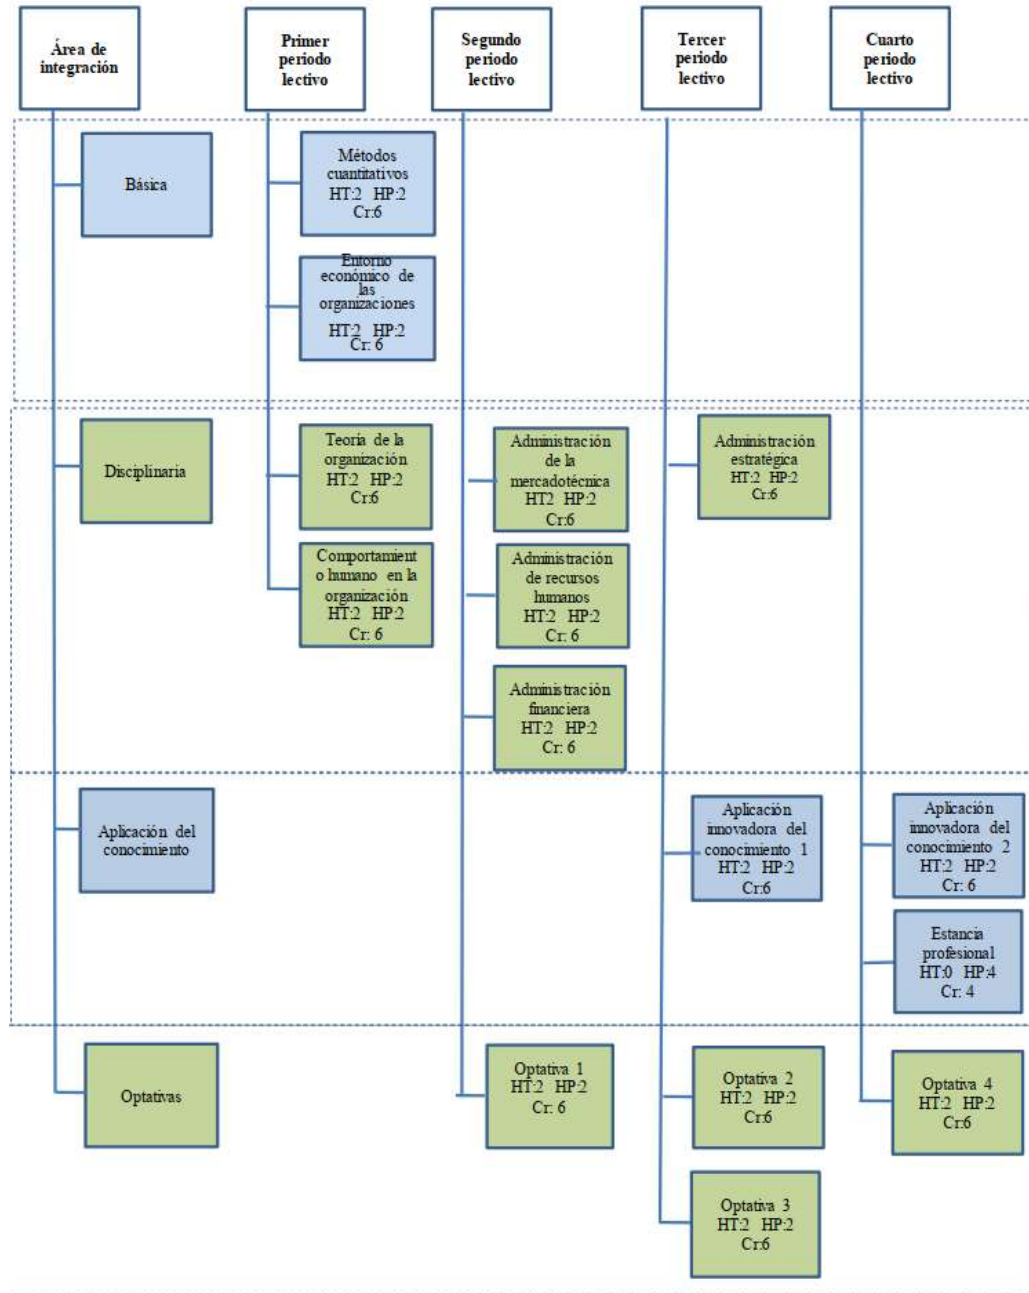 Área de
integración
Primer
periodo
lectivo
Segundo
periodo
lectivo
Tercer
periodo
lectivo
Cuarto
periodo
lectivo
Básica
Métodos
cuantitativos
HT:2 HP:2
Cr:6
Entorno
económico de
las
organizaciones
HT:2 HP:2
Cr: 6
Disciplinaria
Teoría de la
organización
HT:2 HP:2
Cr:6
Administración
de la
mercadotécnica
HT2 HP:2
Cr:6
Administración
estratégica
HT:2 HP:2
Cr:6
Comportamient
o humano en la
organización
HT:2 HP:2
Cr: 6
Administración
de recursos
humanos
HT:2 HP:2
Cr: 6
Administración
financiera
HT:2 HP:2
Cr: 6
Aplicación del
conocimiento
Aplicación
innovadora del
conocimiento 1
HT:2 HP:2
Cr:6
Aplicación
innovadora del
conocimiento 2
HT:2 HP:2
Cr: 6
Estancia
profesional
HT:0 HP:4
Cr: 4
Optativas
Optativa 1
HT:2 HP:2
Cr: 6
Optativa 2
HT:2 HP:2
Cr:6
Optativa 4
HT:2 HP:2
Cr:6
Optativa 3
HT:2 HP:2
Cr:6